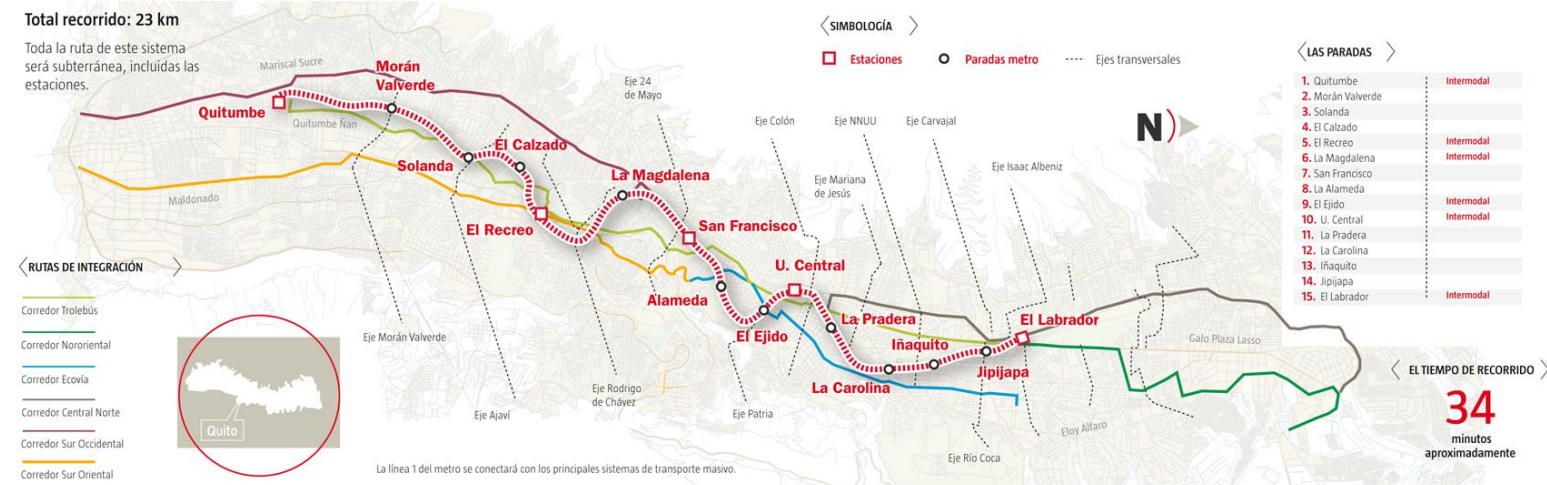 Total recorrido: 23 km
Toda la ruta de este sistema
será subterránea, incluidas las
estaciones.
SIMBOLOGÍA
Estaciones
Paradas metro
Ejes transversales
N
LAS PARADAS
1. Quitumbe Intermodal
2. Morán Valverde
3. Solanda
4. El Calzado
5. El Recreo Intermodal
6. La Magdalena Intermodal
7. San Francisco
8. La Alameda
9. El Ejido Intermodal
10. U. Central Intermodal
11. La Pradera
12. La Carolina
13. Iñaquito
14. Jipijapa
15. El Labrador Intermodal
Mariscal Sucre
Morán
Valverde
Quitumbe
Quitumbe Ñan
Solanda
El Calzado
Maldonado
El Recreo
La Magdalena
Eje 24
de Mayo
San Francisco
Alameda
El Ejido
U. Central
La Pradera
La Carolina
Iñaquito
Jipijapa
El Labrador
Eje Colón
Eje NNUU
Eje Carvajal
Eje Mariana
de Jesús
Eje Isaac Albeniz
Galo Plaza Lasso
Eloy Alfaro
Eje Morán Valverde
Eje Ajaví
Eje Rodrigo
de Chávez
Eje Patria
Eje Río Coca
RUTAS DE INTEGRACIÓN
Corredor Trolebús
Corredor Nororiental
Corredor Ecovía
Corredor Central Norte
Corredor Sur Occidental
Corredor Sur Oriental
Quito
La línea 1 del metro se conectará con los principales sistemas de transporte masivo.
EL TIEMPO DE RECORRIDO
34
minutos
aproximadamente